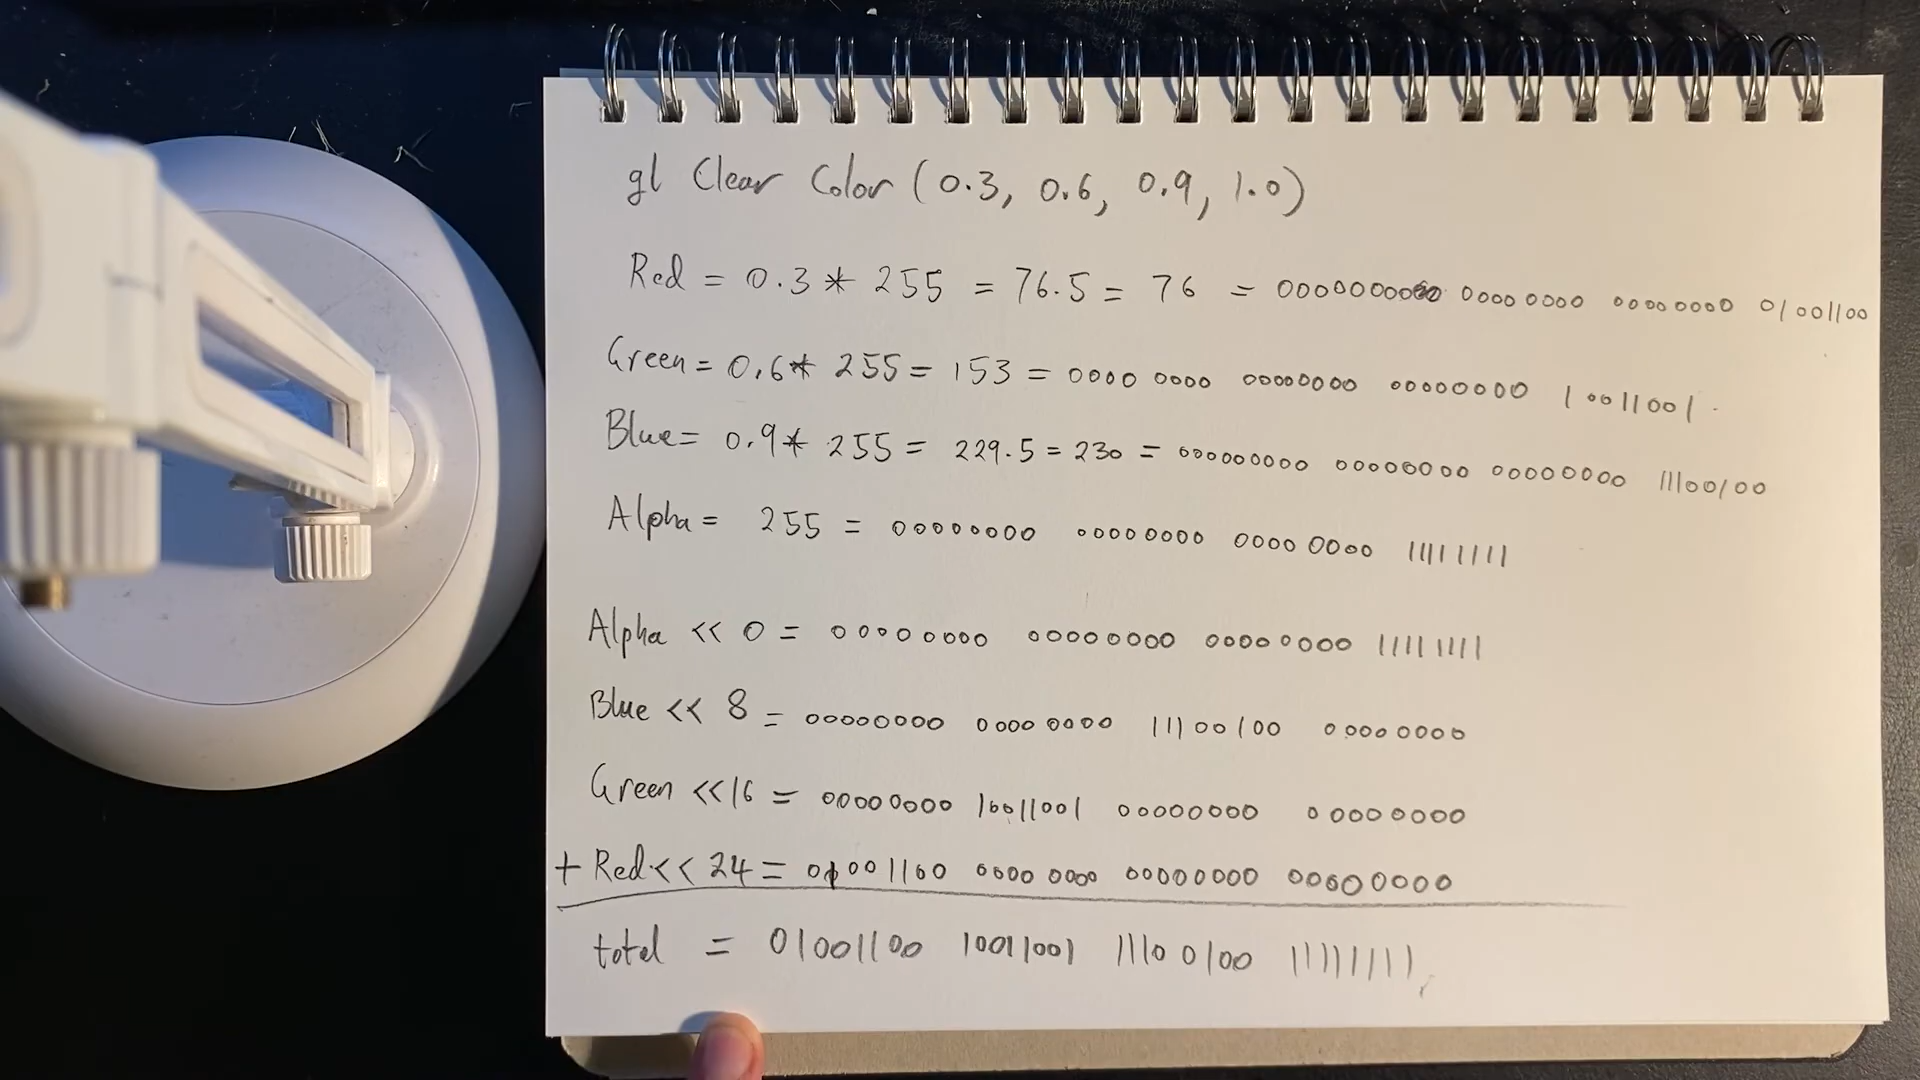 gl Clear Color (0.3, 0.6, 0.9, 1.0)
Red = 0.3 * 255 = 76.5 = 76 = 00000000 00000000 00000000 01001100
Green = 0.6 * 255 = 153 = 0000 0000 00000000 00000000 10011001
Blue = 0.9 * 255 = 229.5 = 230 = 000000000 00000000 00000000 11100100
Alpha = 255 = 00000000 00000000 0000 0000 11111111
Alpha << 0 = 00000000 00000000 00000000 11111111
Blue << 8 = 00000000 0000 0000 11100100 00000000
Green << 16 = 00000000 10011001 00000000 00000000
+ Red << 24 = 01001100 0000 0000 00000000 00000000
total = 01001100 10011001 11100100 11111111